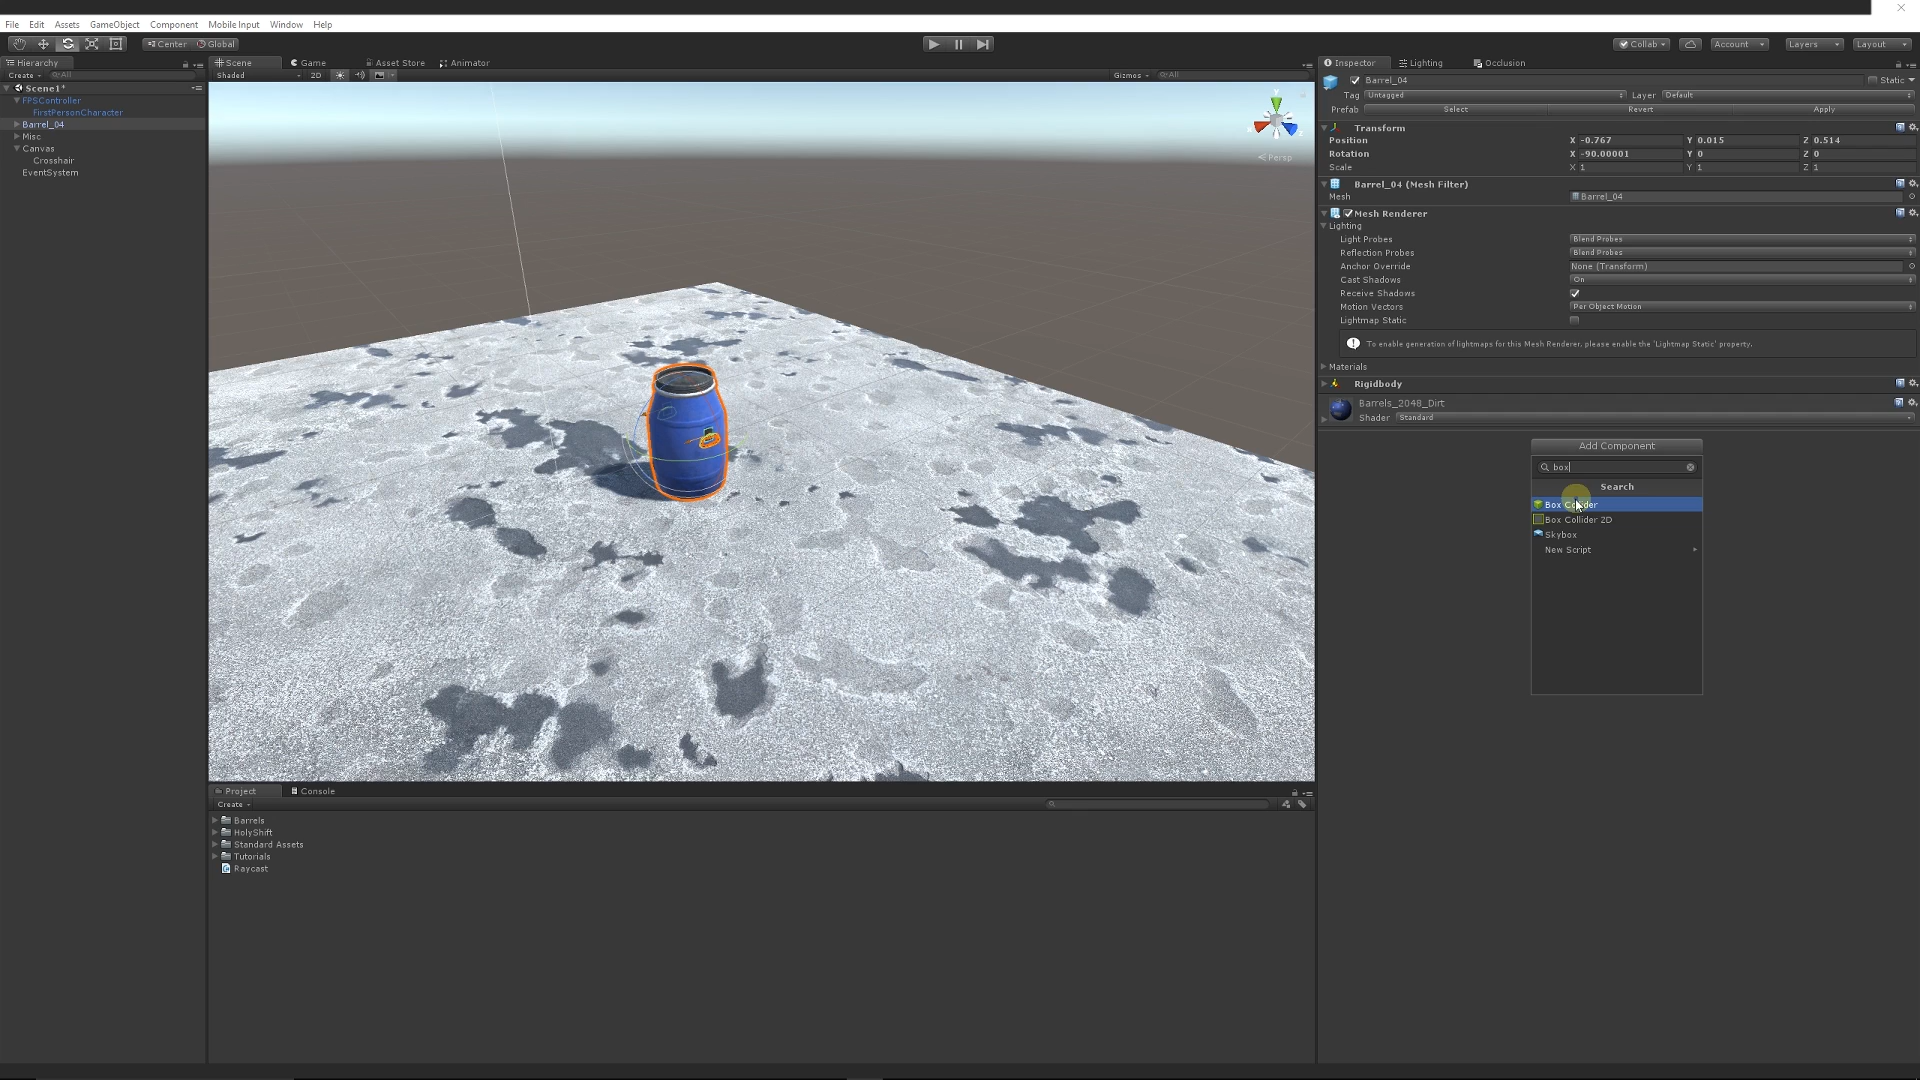 File Edit Assets GameObject Component Mobile Input Window Help
Center Global Collab Account Layers Layout
Hierarchy
Create All
Scene1*
FPSController
FirstPersonCharacter
Barrel_04
Misc
Canvas
Crosshair
EventSystem
Scene Game Asset Store Animator
Shaded 2D Gizmos All
Persp
Project Console
Create
Barrels
HolyShift
Standard Assets
Tutorials
Raycast
Inspector Lighting Occlusion
Barrel_04 Static
Tag Untagged Layer Default
Prefab Select Revert Apply
Transform
Position X -0.767 Y 0.015 Z 0.514
Rotation X -90.00001 Y 0 Z 0
Scale X 1 Y 1 Z 1
Barrel_04 (Mesh Filter)
Mesh Barrel_04
Mesh Renderer
Lighting
Light Probes Blend Probes
Reflection Probes Blend Probes
Anchor Override None (Transform)
Cast Shadows On
Receive Shadows
Motion Vectors Per Object Motion
Lightmap Static
To enable generation of lightmaps for this Mesh Renderer, please enable the 'Lightmap Static' property.
Materials
Rigidbody
Barrels_2048_Dirt
Shader Standard
Add Component
box
Search
Box Collider
Box Collider 2D
Skybox
New Script